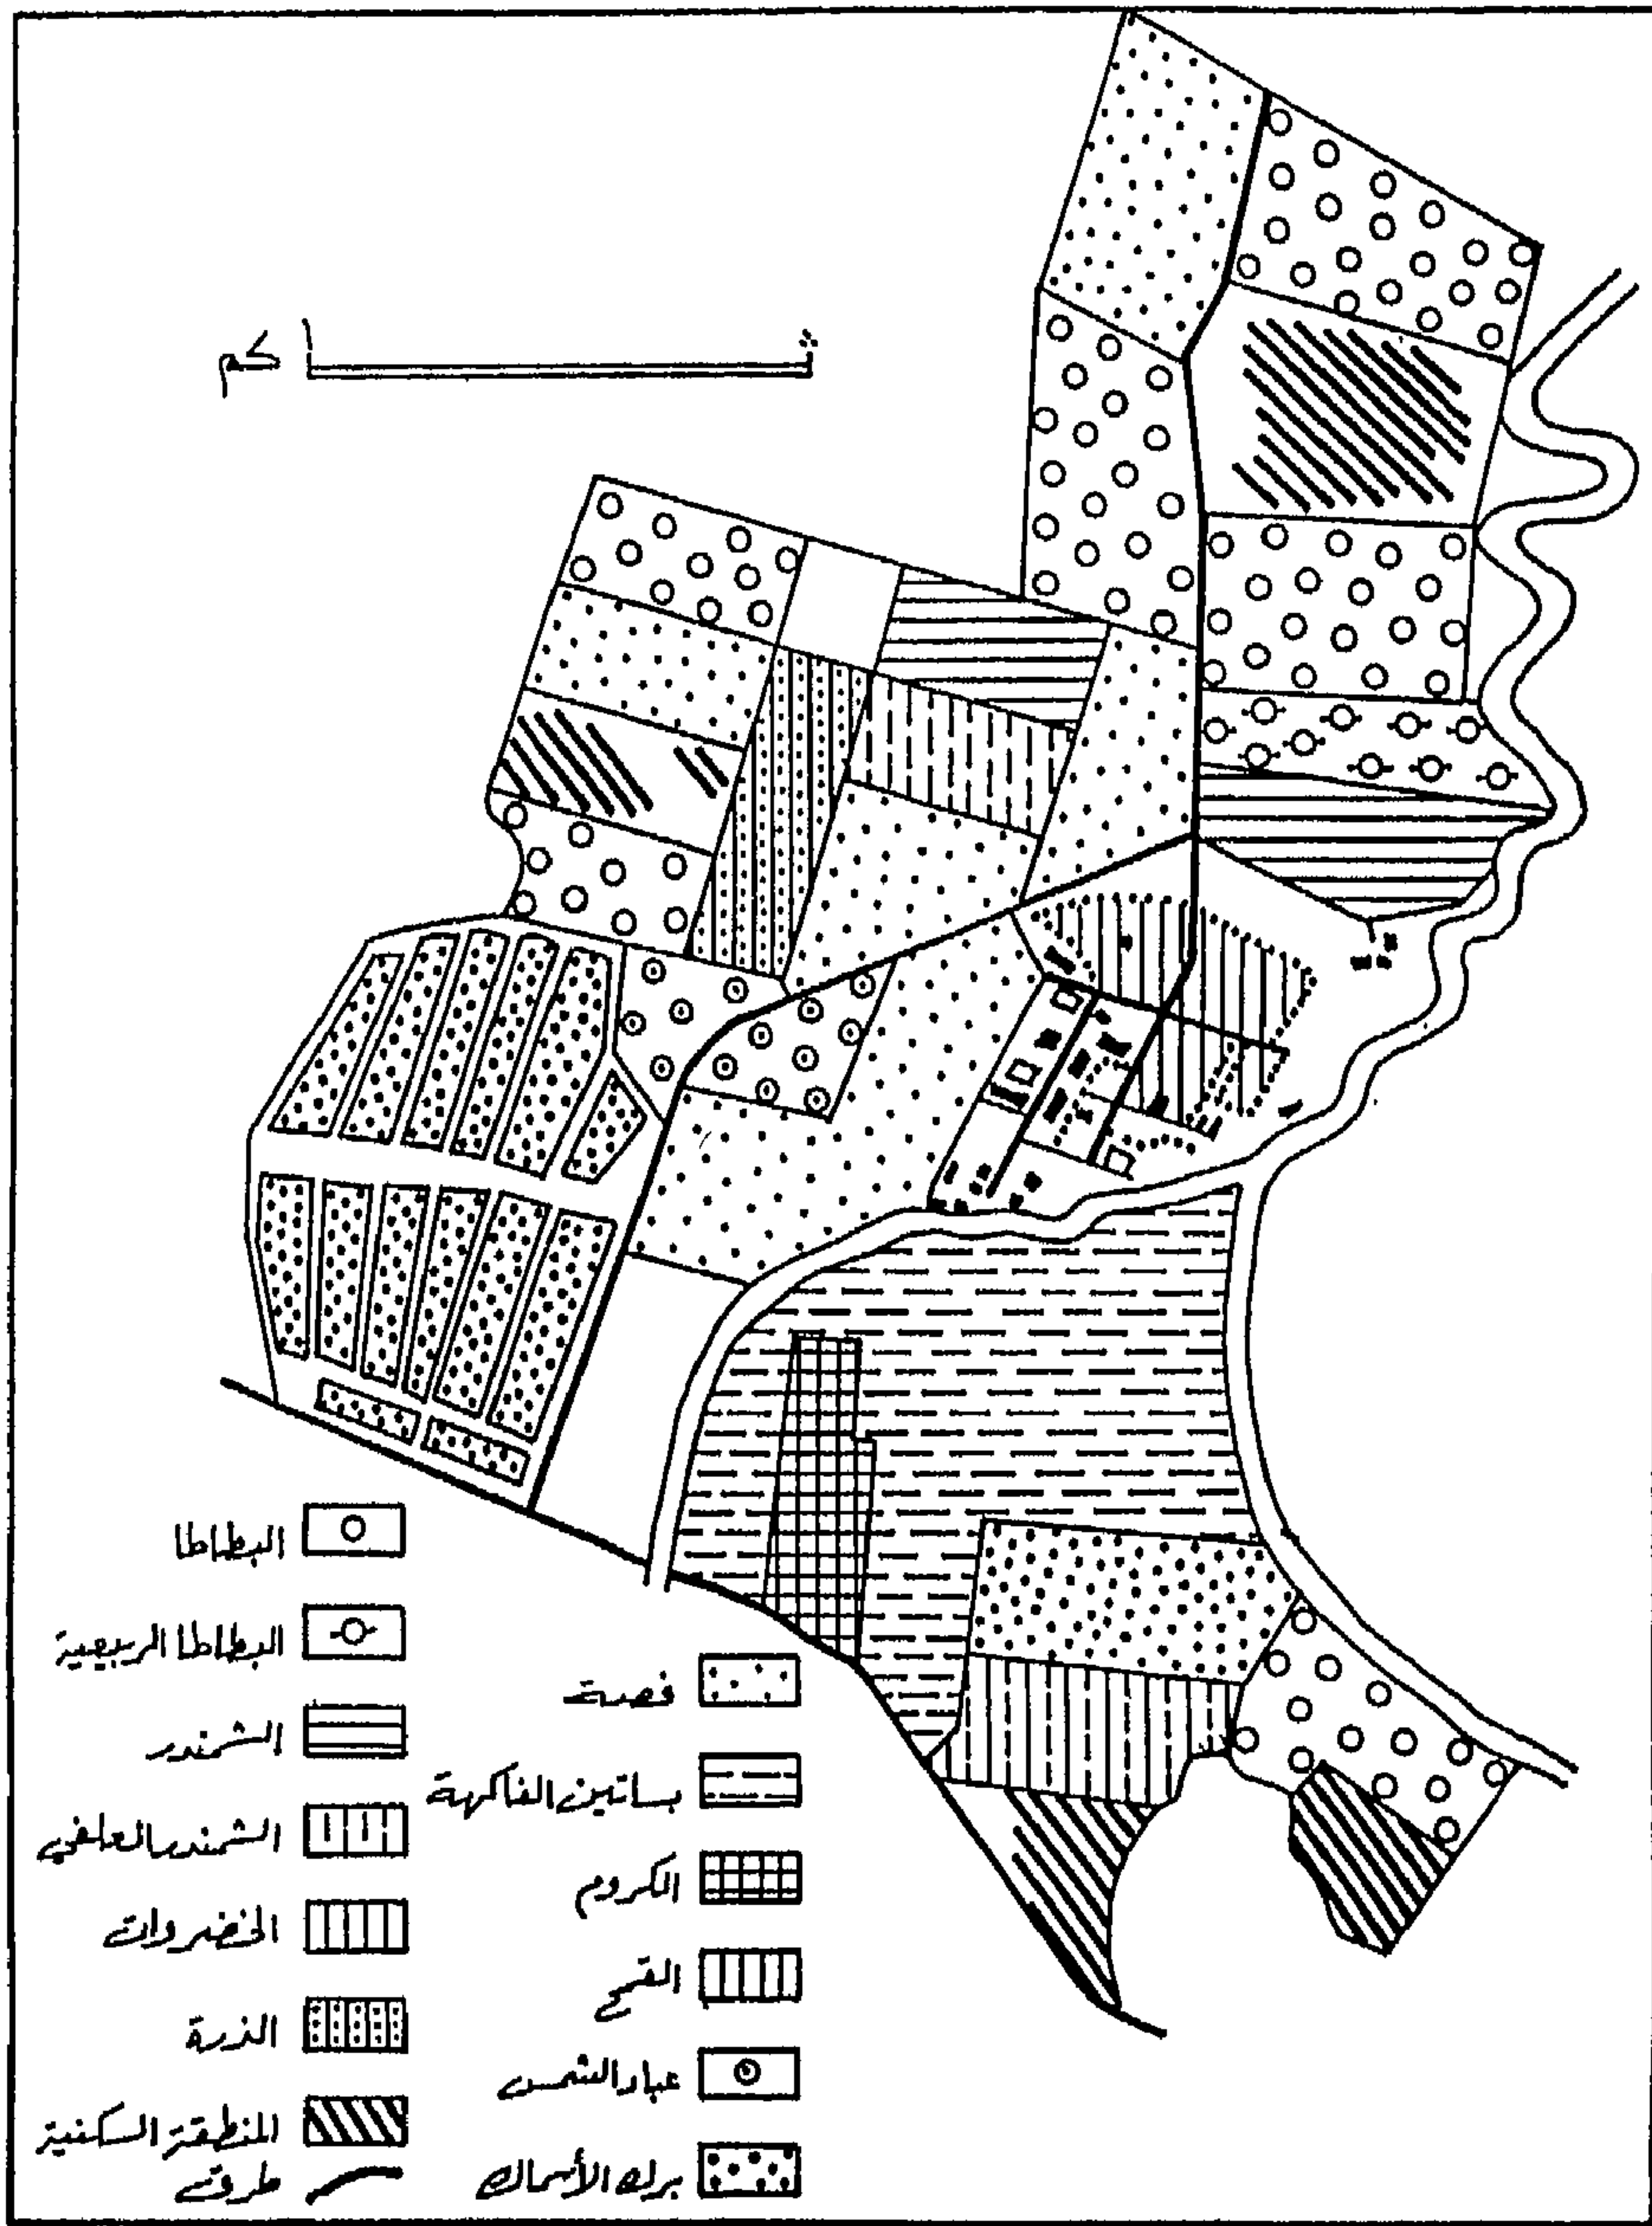 كم ١ ٠
البطاطا
البطاطا الربيعية
الشمندر
الشمندر العلفي
الخضروات
الذرة
المنطقة السكنية
طرق
فصة
بساتين الفاكهة
الكروم
القمح
عباد الشمس
برك الأسماك